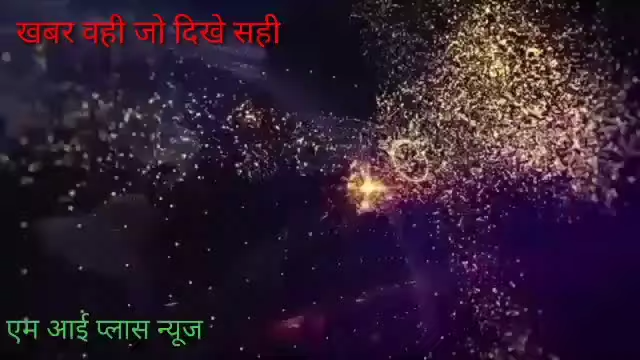 खबर वही जो दिखे सही
एम आई प्लास न्यूज